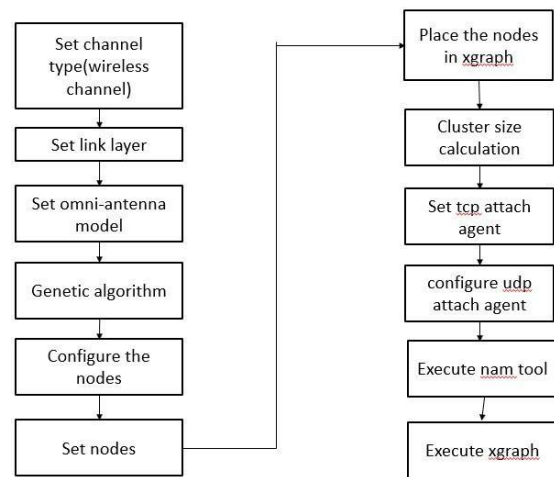 Set channel
type(wireless
channel)
Set link layer
Set omni-antenna
model
Genetic algorithm
Configure the
nodes
Set nodes
Place the nodes
in xgraph
Cluster size
calculation
Set tcp attach
agent
configure udp
attach agent
Execute nam tool
Execute xgraph